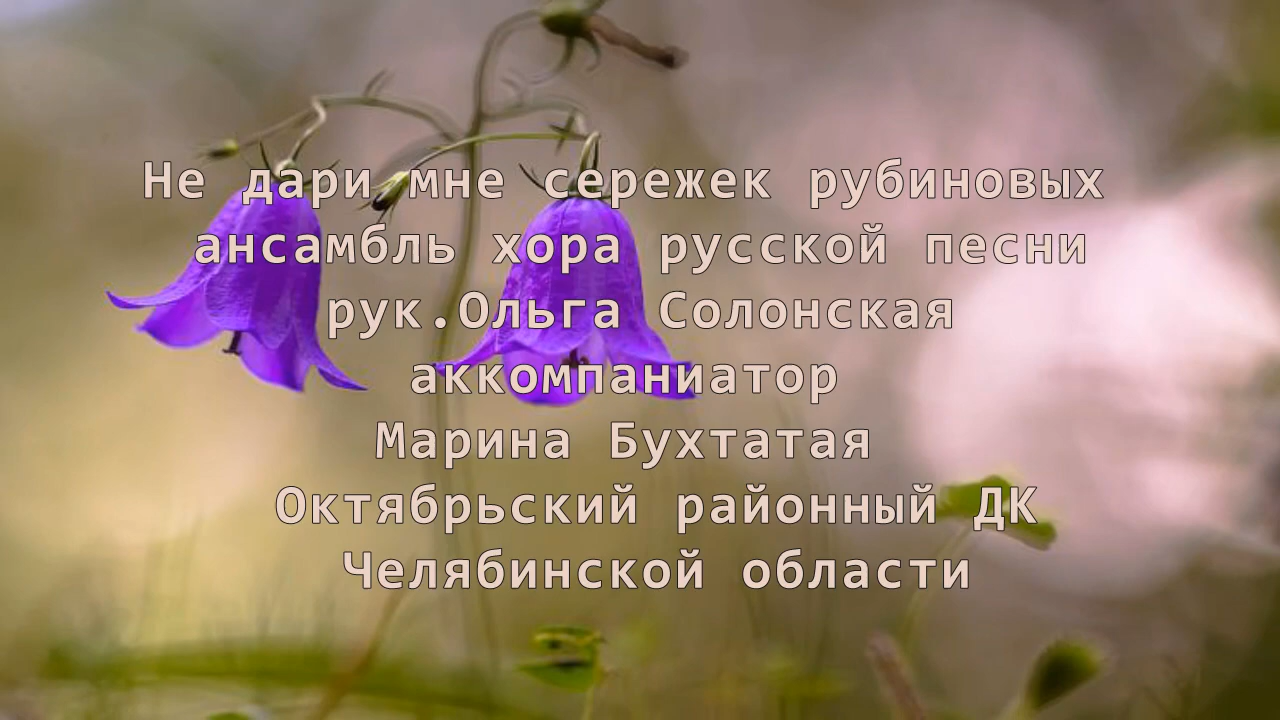 Не дари мне сережек рубиновых
ансамбль хора русской песни
рук.Ольга Солонская
аккомпаниатор
Марина Бухтатая
Октябрьский районный ДК
Челябинской области